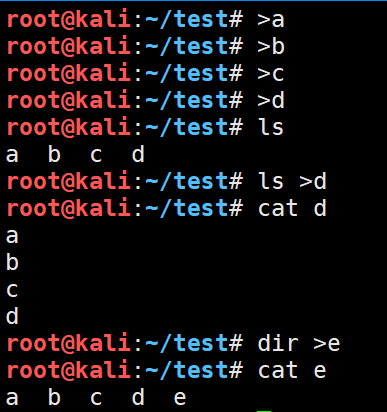 root@kali:~/test# >a
root@kali:~/test# >b
root@kali:~/test# >c
root@kali:~/test# >d
root@kali:~/test# ls
a  b  c  d
root@kali:~/test# ls >d
root@kali:~/test# cat d
a
b
c
d
root@kali:~/test# dir >e
root@kali:~/test# cat e
a  b  c  d  e